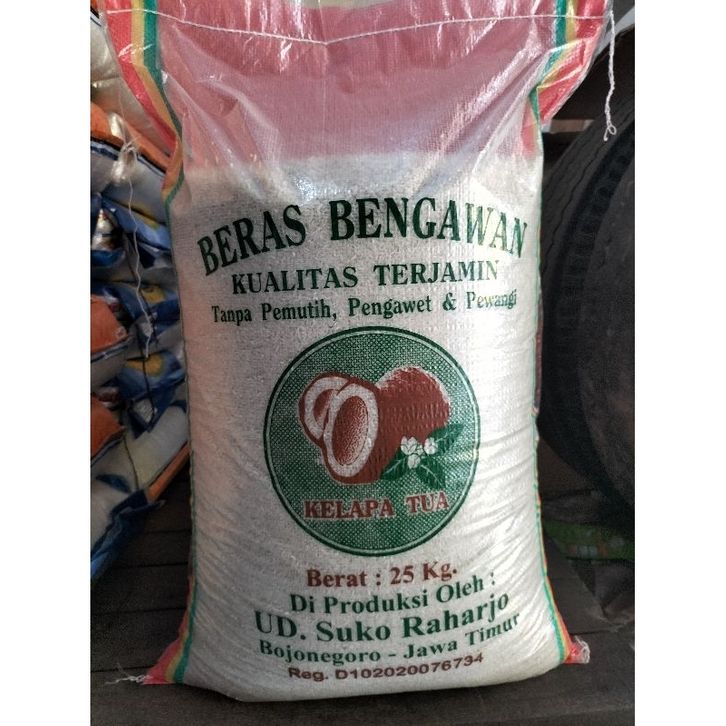 BERAS BENGAWAN
KUALITAS TERJAMIN
Tanpa Pemutih, Pengawet & Pewangi
KELAPA TUA
Berat : 25 Kg.
Di Produksi Oleh :
UD. Suko Raharjo
Bojonegoro - Jawa Timur
Reg. D102020076734